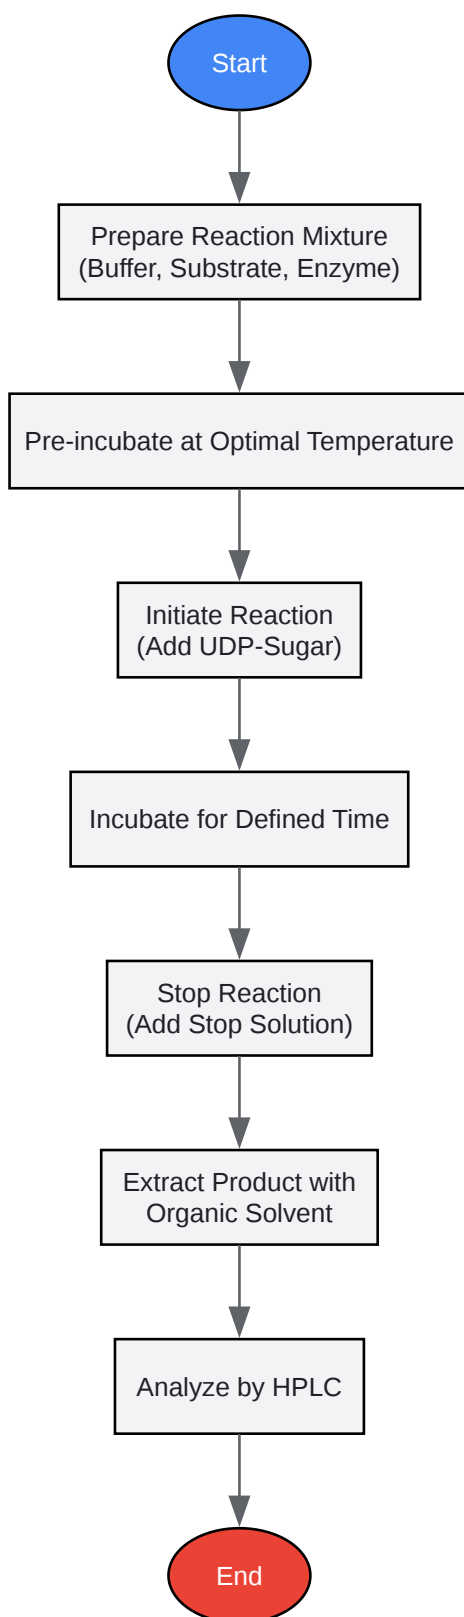 Start
Prepare Reaction Mixture
(Buffer, Substrate, Enzyme)
Pre-incubate at Optimal Temperature
Initiate Reaction
(Add UDP-Sugar)
Incubate for Defined Time
Stop Reaction
(Add Stop Solution)
Extract Product with
Organic Solvent
Analyze by HPLC
End